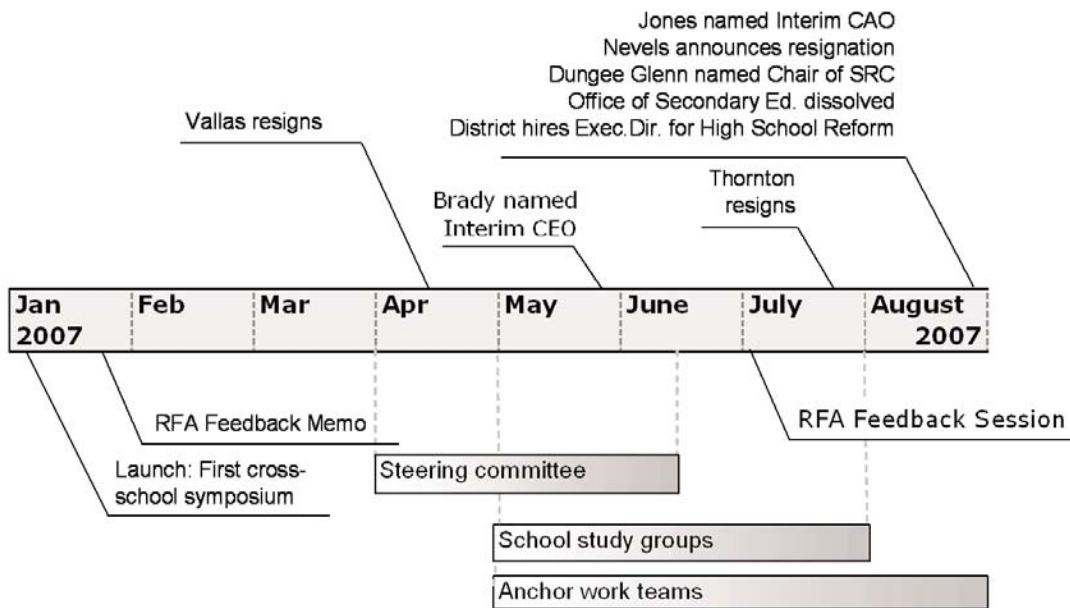 Jones named Interim CAO
Nevels announces resignation
Dungee Glenn named Chair of SRC
Office of Secondary Ed. dissolved
District hires Exec.Dir. for High School Reform
Vallas resigns
Thornton
resigns
Brady named
Interim CEO
Jan
2007
Feb
Mar
Apr
May
June
July
August
2007
RFA Feedback Memo
RFA Feedback Session
Launch: First cross-
school symposium
Steering committee
School study groups
Anchor work teams